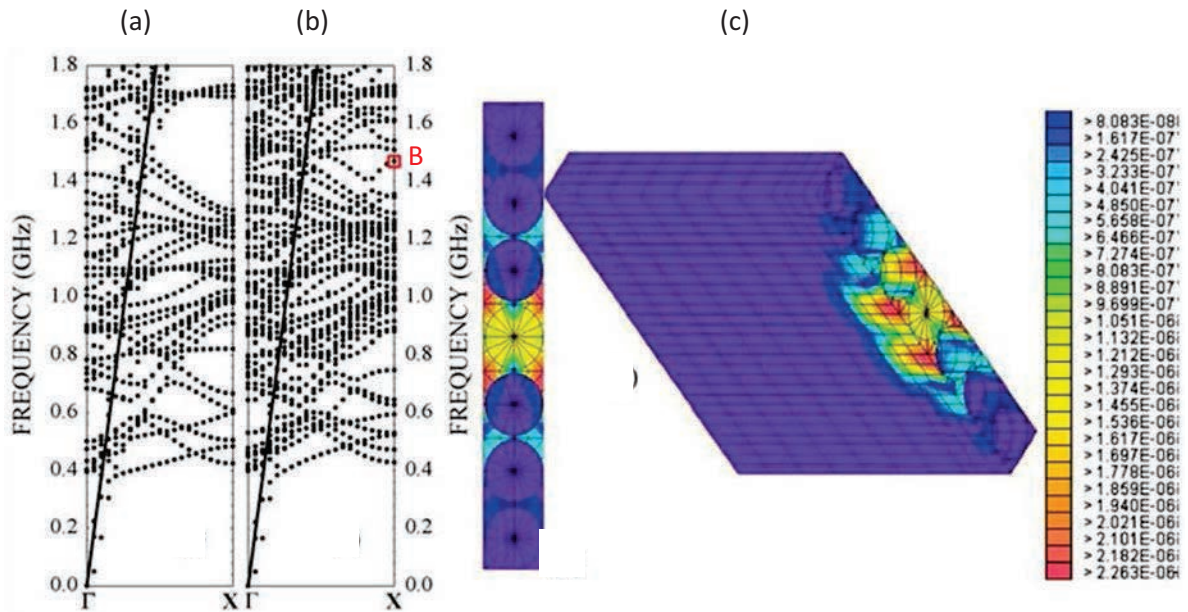 (a)
(b)
(c)
1.8
1.6
1.4
1.2
1.0
0.8
0.6
0.4
0.2
0.0
FREQUENCY (GHz)
Γ
X
1.8
1.6
1.4
1.2
1.0
0.8
0.6
0.4
0.2
0.0
FREQUENCY (GHz)
Γ
X
B
> 8.083E-08
> 1.617E-07
> 2.425E-07
> 3.233E-07
> 4.041E-07
> 4.850E-07
> 5.658E-07
> 6.466E-07
> 7.274E-07
> 8.083E-07
> 8.891E-07
> 9.699E-07
> 1.051E-06
> 1.132E-06
> 1.212E-06
> 1.293E-06
> 1.374E-06
> 1.455E-06
> 1.536E-06
> 1.617E-06
> 1.697E-06
> 1.778E-06
> 1.859E-06
> 1.940E-06
> 2.021E-06
> 2.101E-06
> 2.182E-06
> 2.263E-06